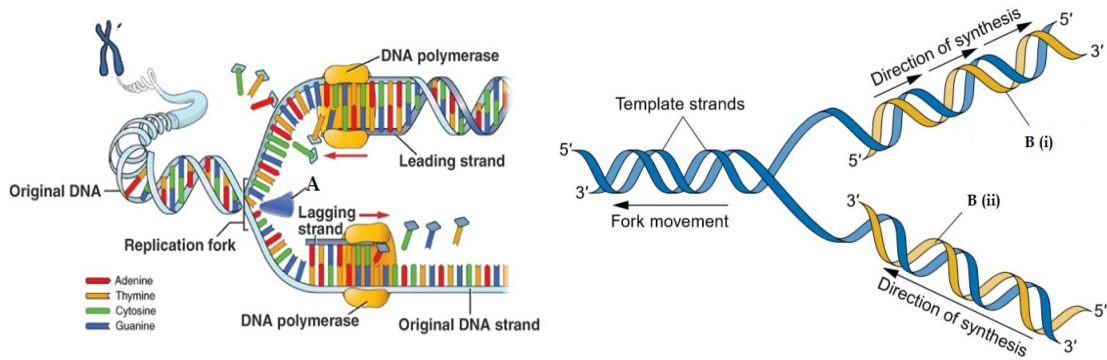 DNA polymerase
Leading strand
A
Original DNA
Lagging
strand
Replication fork
Adenine
Thymine
Cytosine
Guanine
DNA polymerase
Original DNA strand
Direction of synthesis
5′
3′
B (i)
Template strands
5′
5′
3′
Fork movement
3′
B (ii)
Direction of synthesis
5′
3′